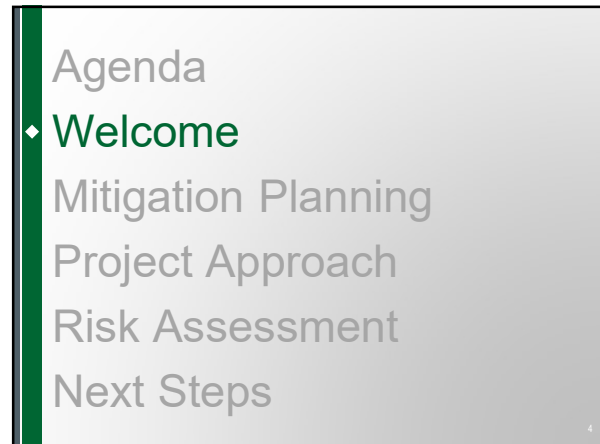 Agenda
Welcome
Mitigation Planning
Project Approach
Risk Assessment
Next Steps
4